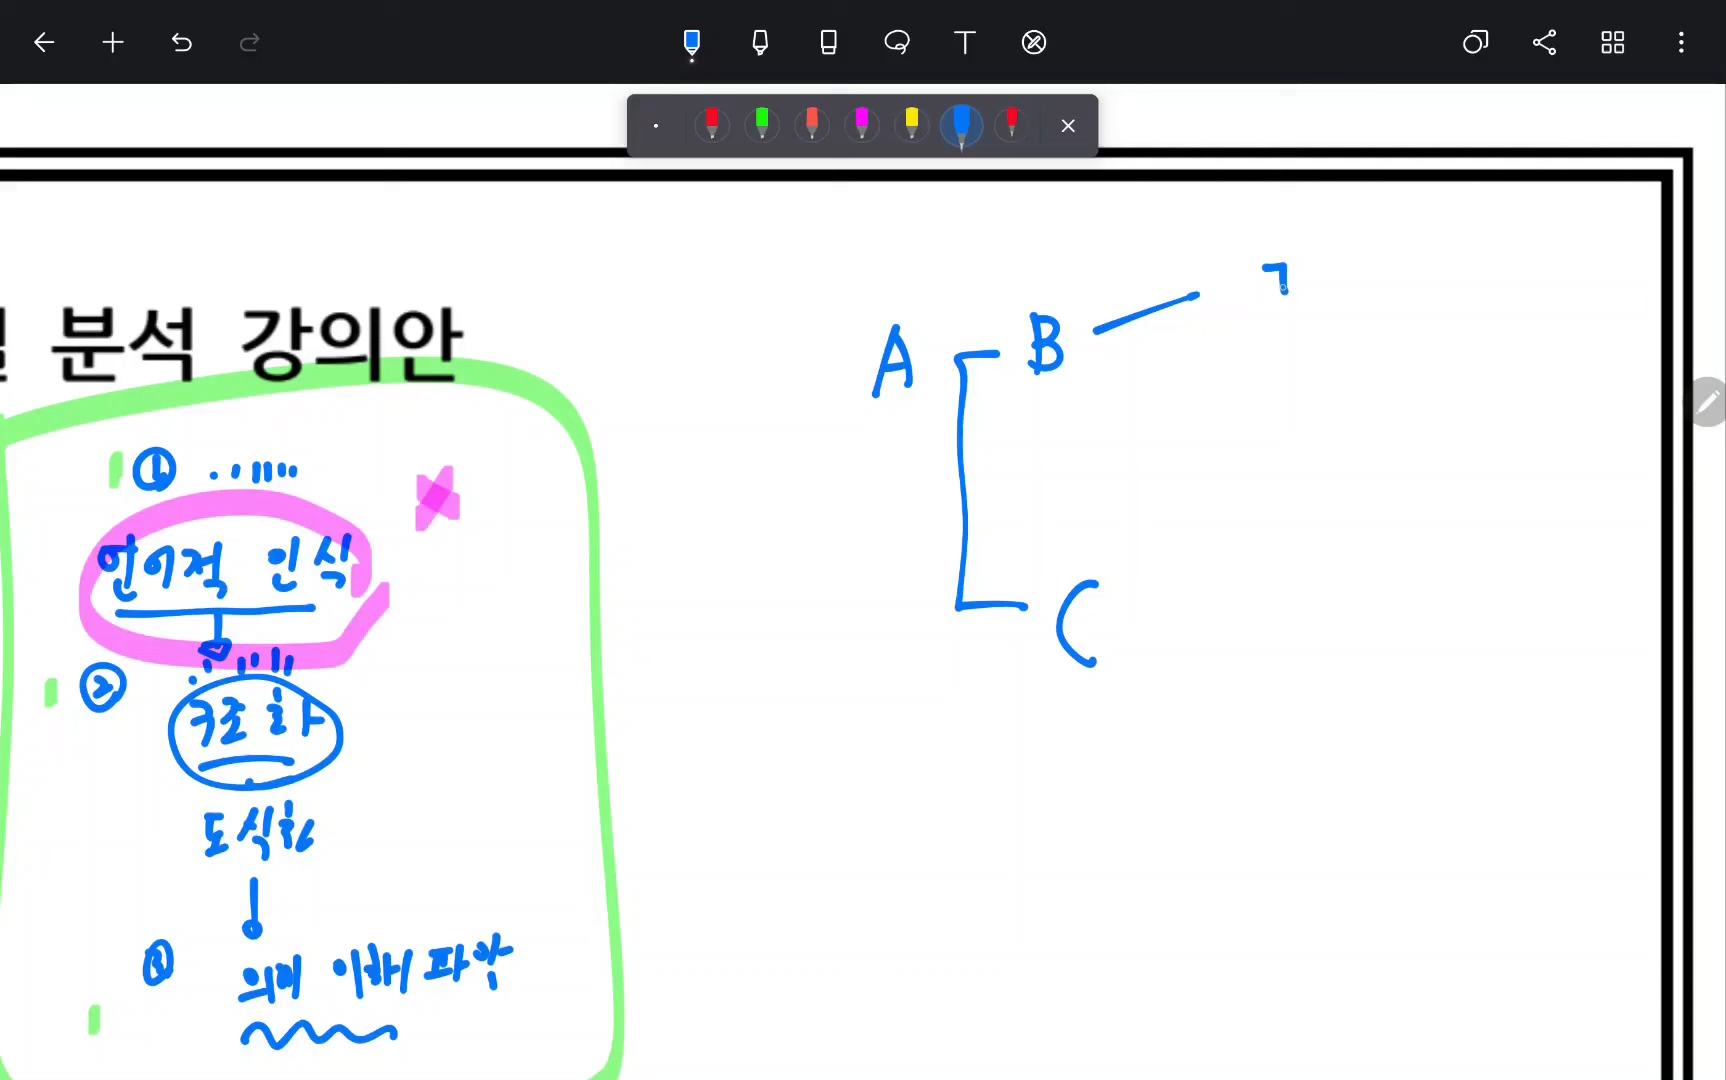 분석 강의안
A B ㄱ
①
언어적 인식
②
구조화
C
도식화
③
의미 이해 파악